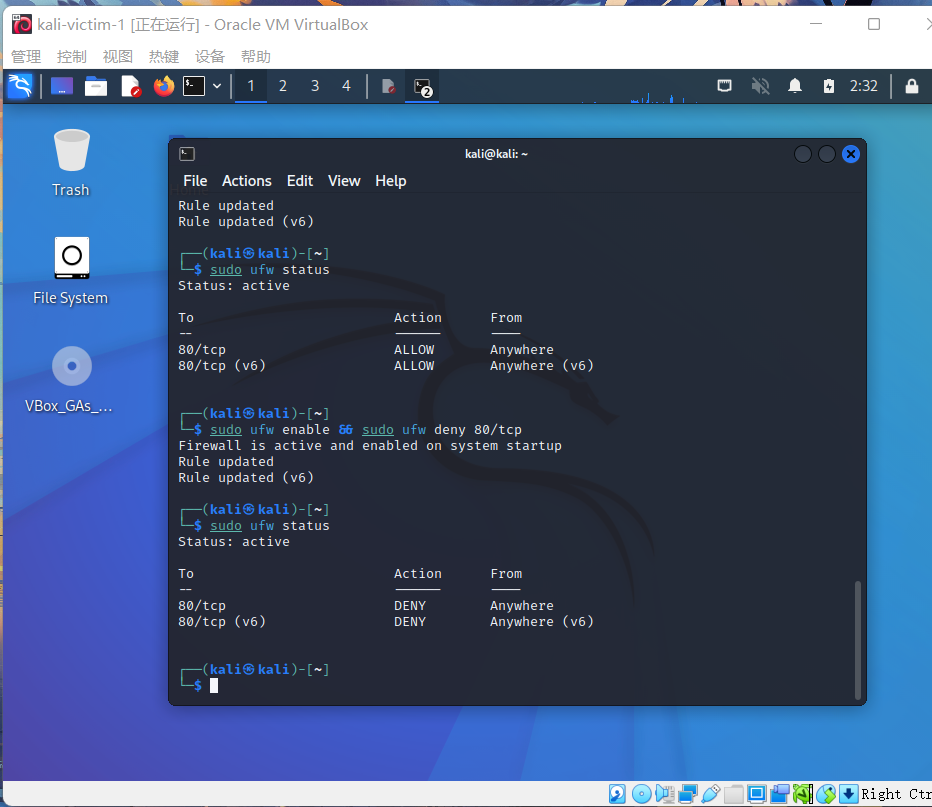 kali-victim-1 [正在运行] - Oracle VM VirtualBox
管理 控制 视图 热键 设备 帮助
1 2 3 4 2 2:32
Trash
File System
VBox_GAs_...
kali@kali: ~
File Actions Edit View Help
Rule updated
Rule updated (v6)
┌──(kali㉿kali)-[~]
└─$ sudo ufw status
Status: active
To Action From
-- ------ ----
80/tcp ALLOW Anywhere
80/tcp (v6) ALLOW Anywhere (v6)
┌──(kali㉿kali)-[~]
└─$ sudo ufw enable && sudo ufw deny 80/tcp
Firewall is active and enabled on system startup
Rule updated
Rule updated (v6)
┌──(kali㉿kali)-[~]
└─$ sudo ufw status
Status: active
To Action From
-- ------ ----
80/tcp DENY Anywhere
80/tcp (v6) DENY Anywhere (v6)
┌──(kali㉿kali)-[~]
└─$
Right Ctr